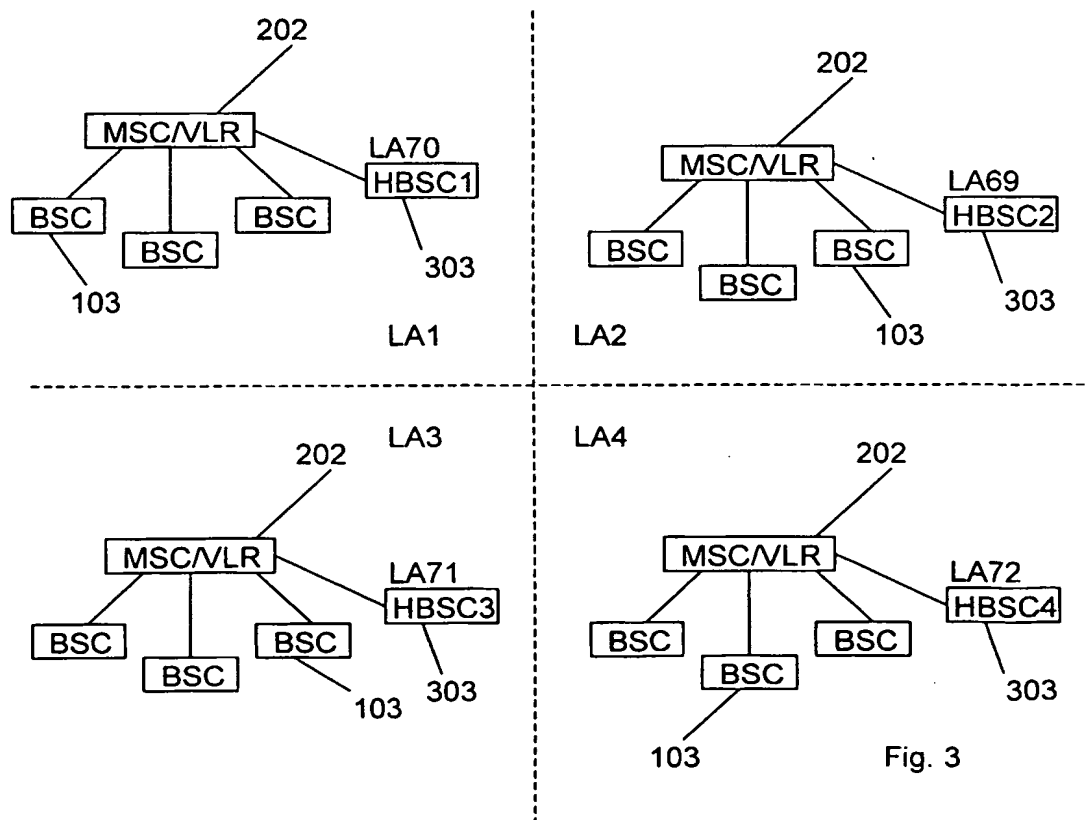 202
MSC/VLR
LA70
HBSC1
BSC
BSC
BSC
303
103
LA1
202
MSC/VLR
LA69
HBSC2
BSC
BSC
BSC
303
103
LA2
LA3
202
MSC/VLR
LA71
HBSC3
BSC
BSC
BSC
303
103
LA4
202
MSC/VLR
LA72
HBSC4
BSC
BSC
BSC
303
103
Fig. 3